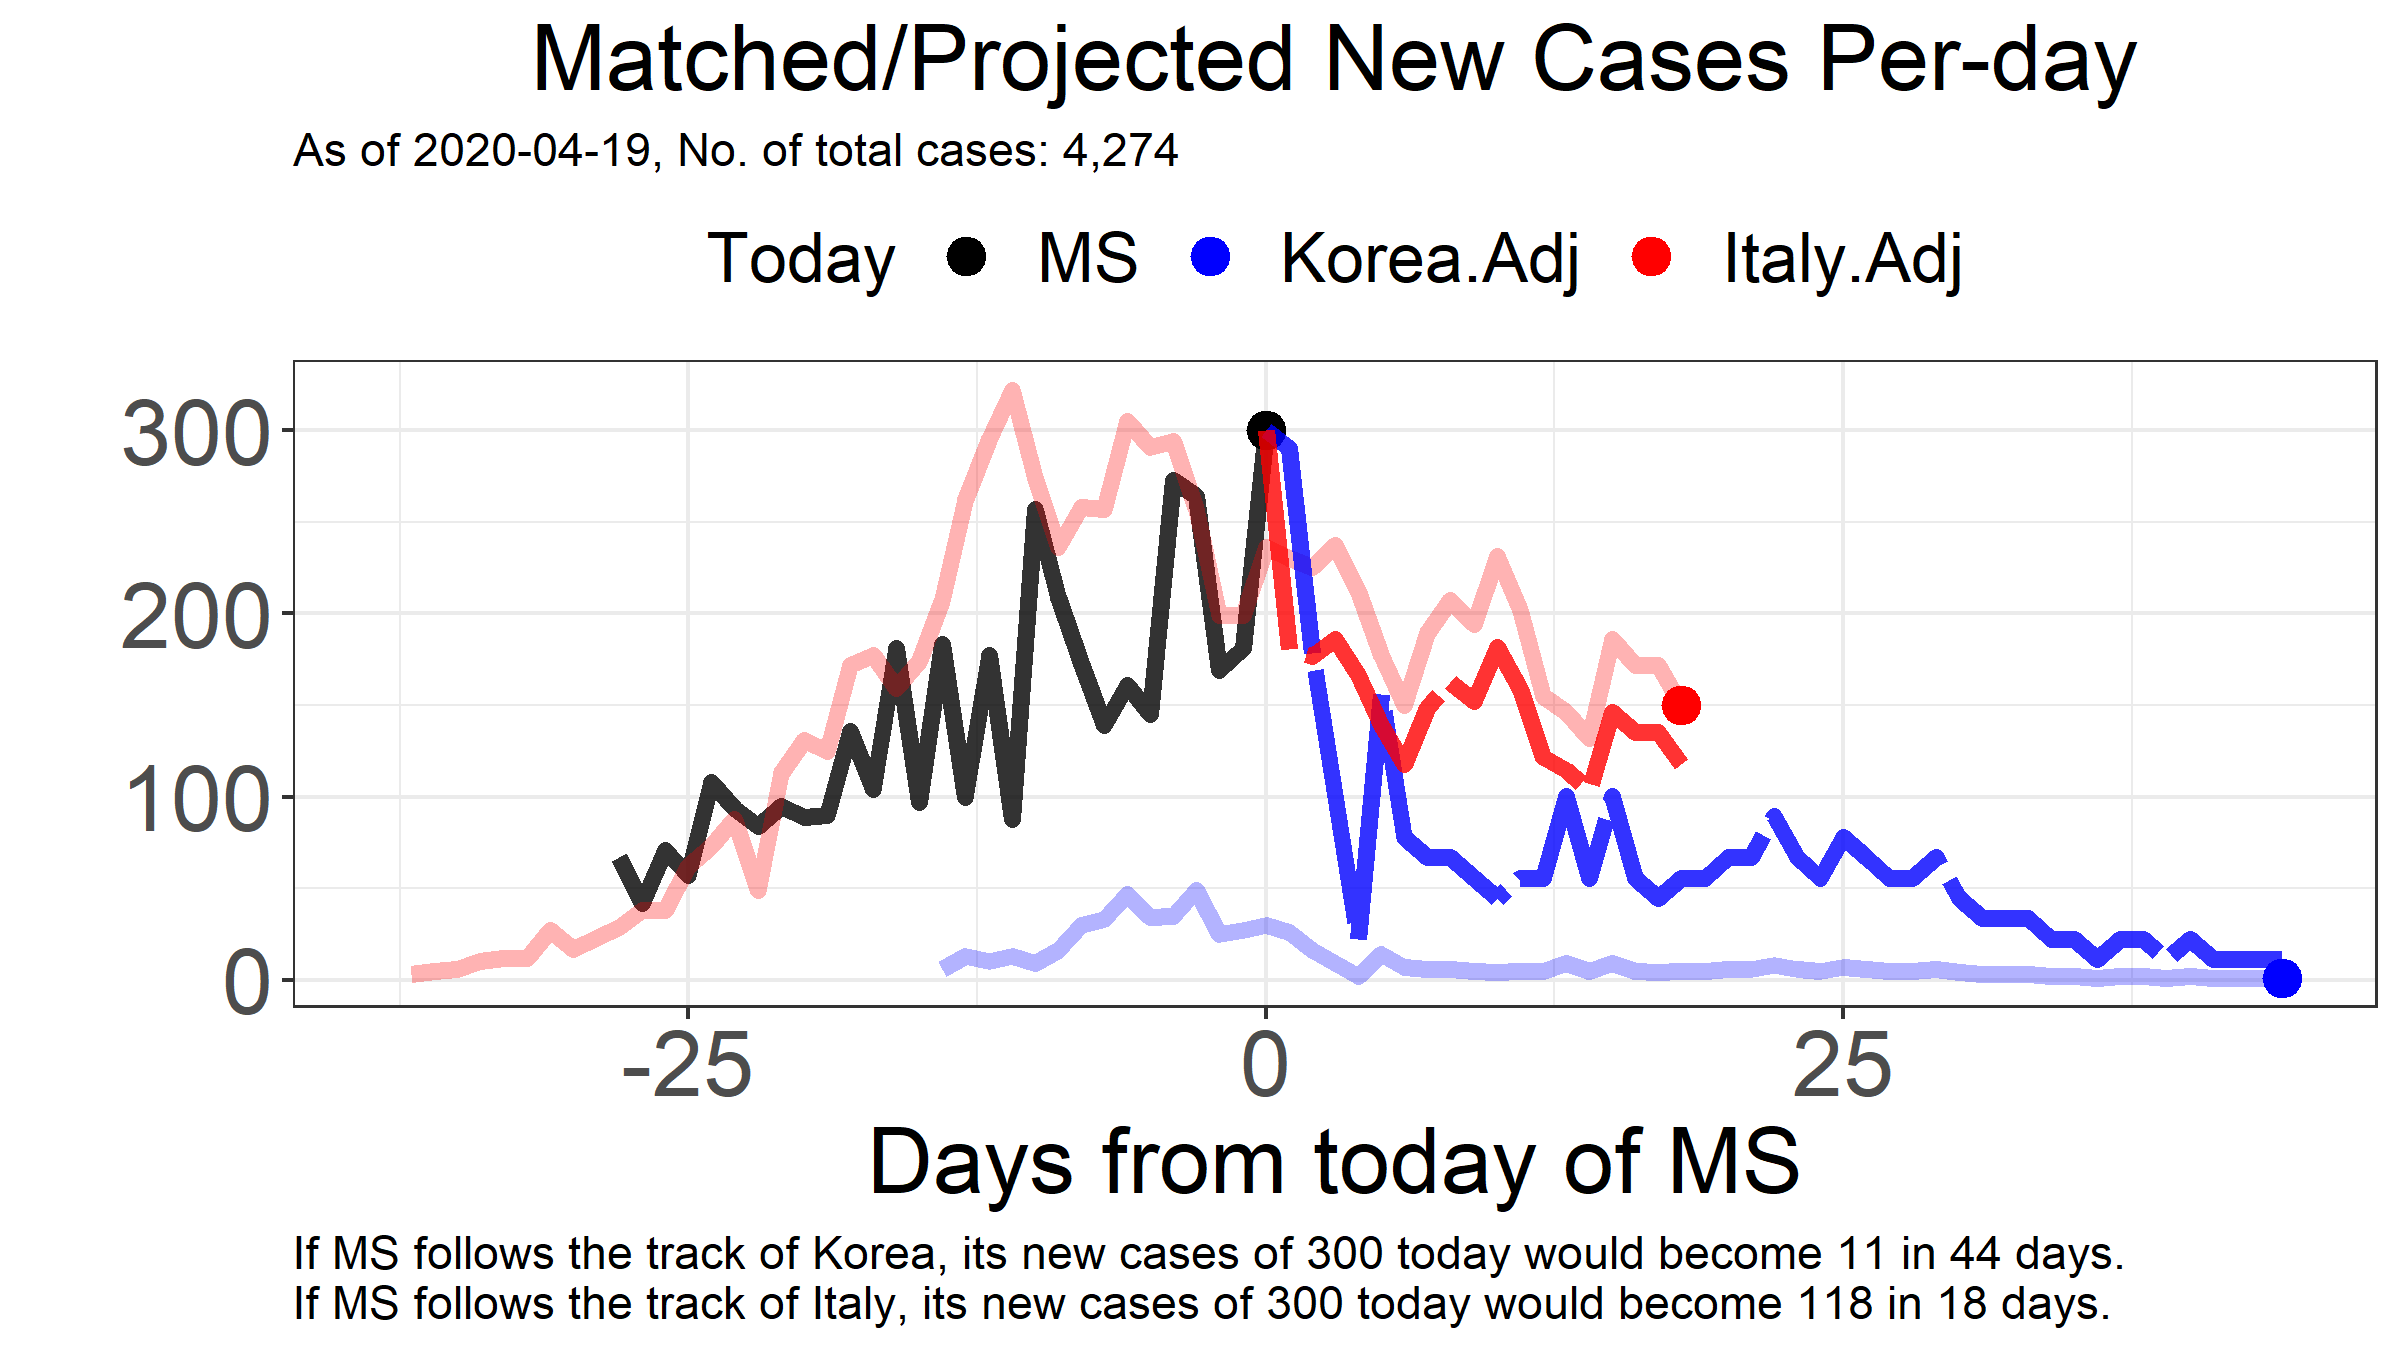 Matched/Projected New Cases Per-day
As of 2020-04-19, No. of total cases: 4,274
Today MS Korea.Adj Italy.Adj
300
200
100
0
-25 0 25
Days from today of MS
If MS follows the track of Korea, its new cases of 300 today would become 11 in 44 days.
If MS follows the track of Italy, its new cases of 300 today would become 118 in 18 days.